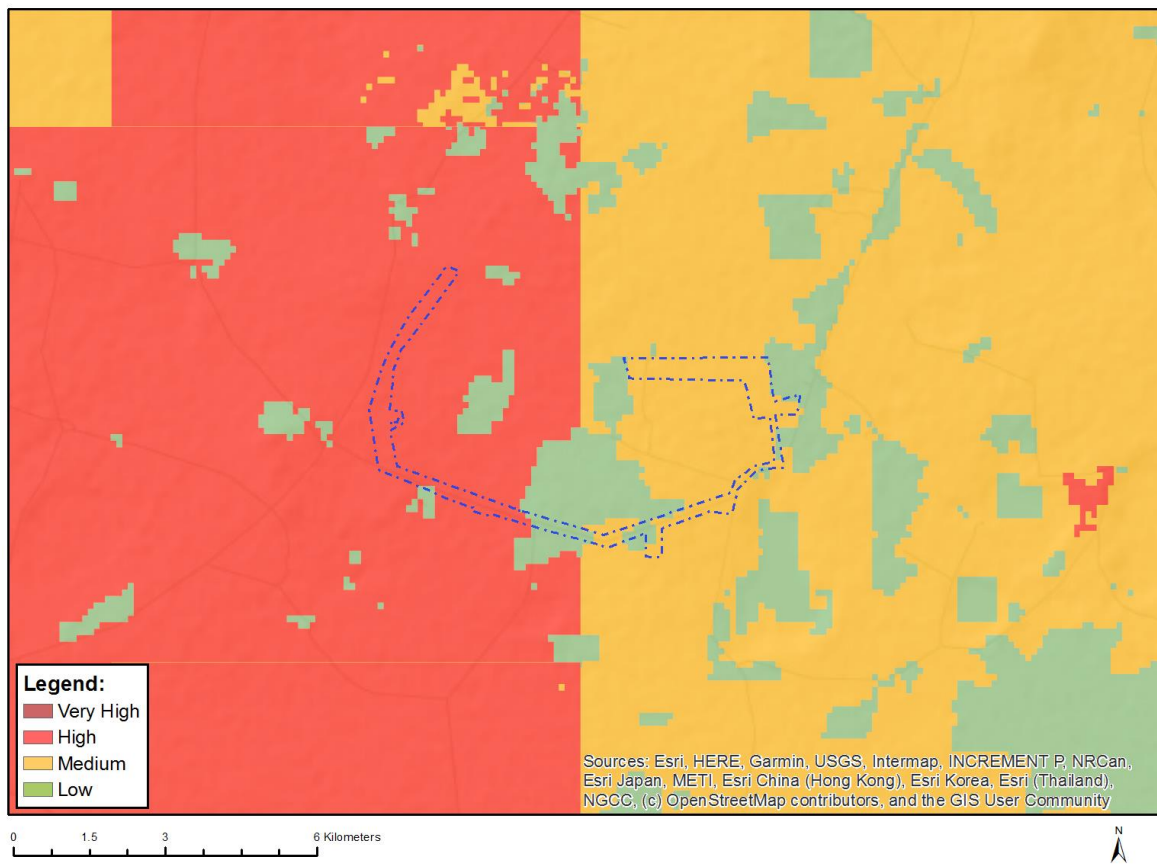 Legend:
Very High
High
Medium
Low
Sources: Esri, HERE, Garmin, USGS, Intermap, INCREMENT P, NRCan,
Esri Japan, METI, Esri China (Hong Kong), Esri Korea, Esri (Thailand),
NGCC, (c) OpenStreetMap contributors, and the GIS User Community
0 1.5 3 6 Kilometers
N